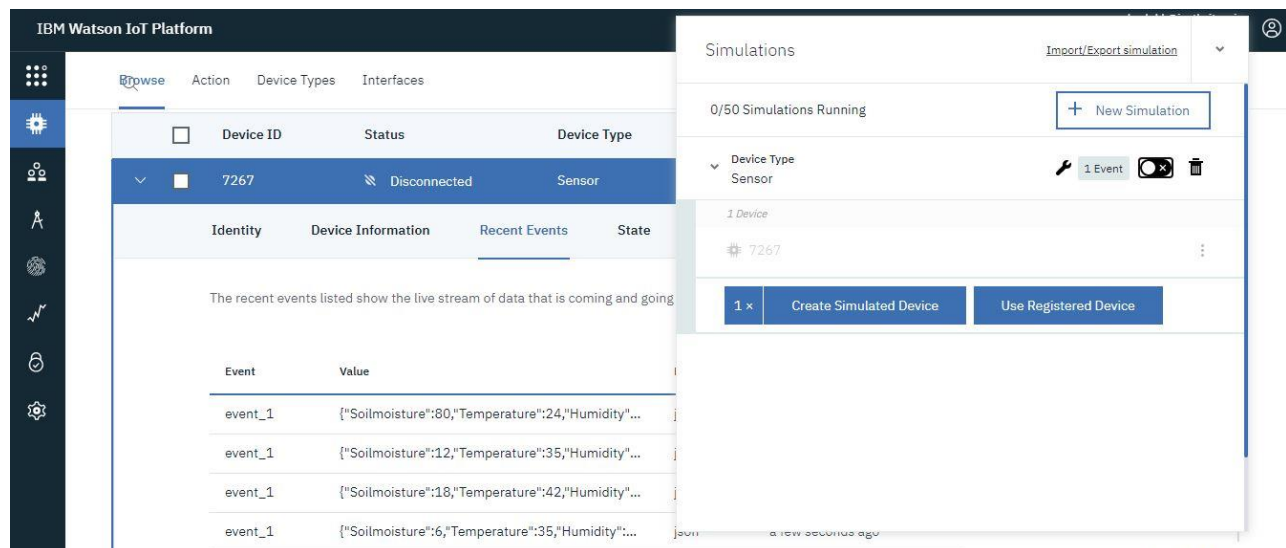 IBM Watson IoT Platform
Browse Action Device Types Interfaces
Device ID Status Device Type
7267 Disconnected Sensor
Identity Device Information Recent Events State
The recent events listed show the live stream of data that is coming and going
Event Value
event_1 {"Soilmoisture":80,"Temperature":24,"Humidity"...
event_1 {"Soilmoisture":12,"Temperature":35,"Humidity"...
event_1 {"Soilmoisture":18,"Temperature":42,"Humidity"...
event_1 {"Soilmoisture":6,"Temperature":35,"Humidity":... json a few seconds ago
Simulations Import/Export simulation
0/50 Simulations Running + New Simulation
Device Type
Sensor
1 Event
1 Device
7267
1 × Create Simulated Device Use Registered Device